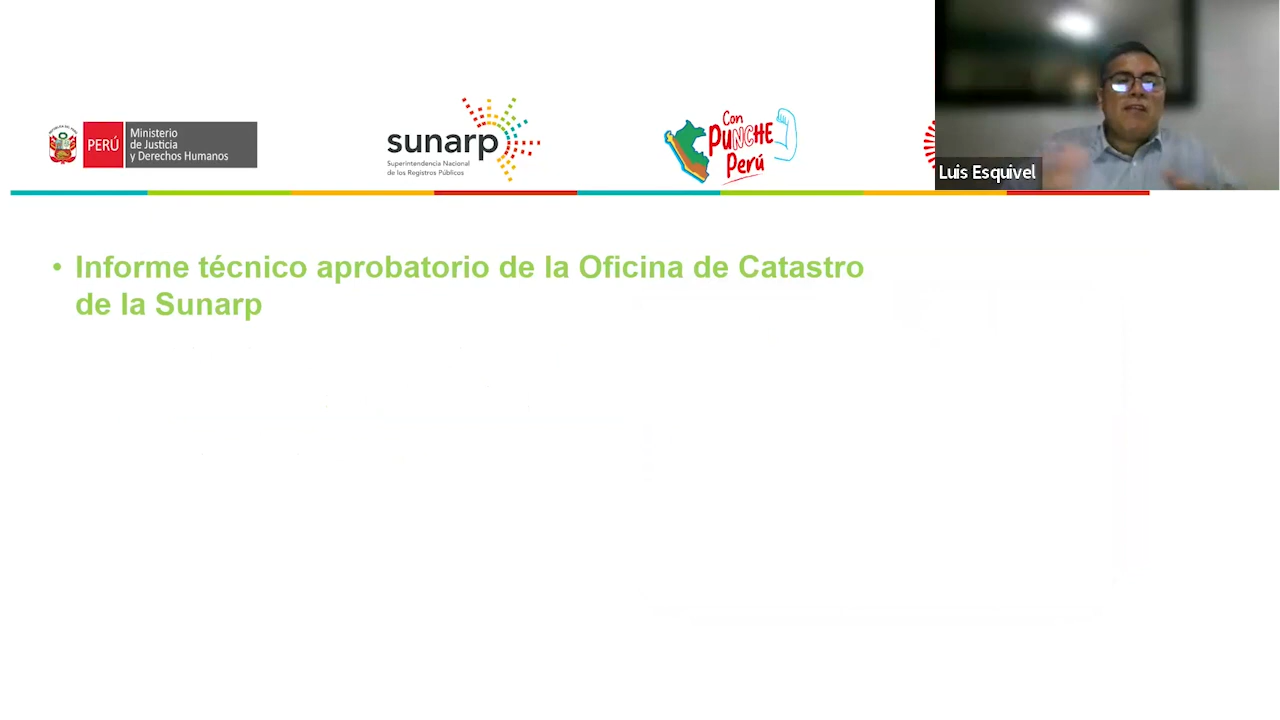 PERÚ
Ministerio
de Justicia
y Derechos Humanos
sunarp
Superintendencia Nacional
de los Registros Públicos
Con
PUNCHE
Perú
Luis Esquivel
• Informe técnico aprobatorio de la Oficina de Catastro
de la Sunarp